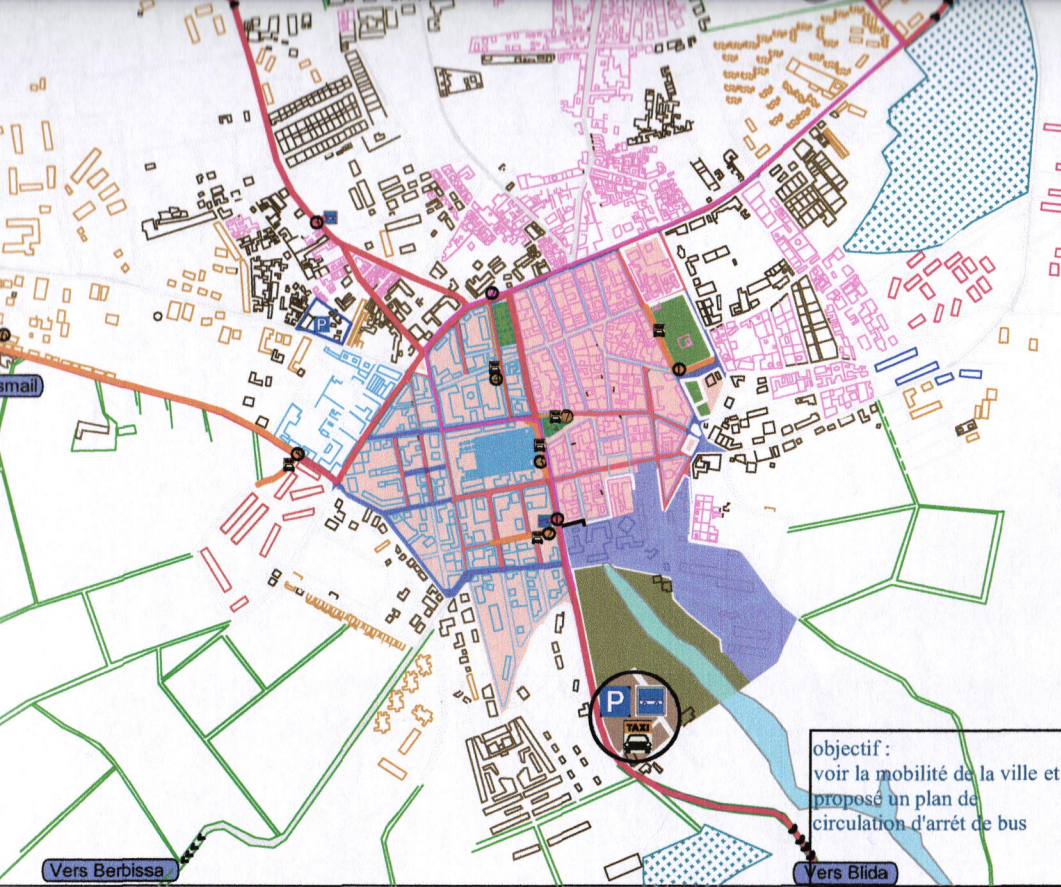 P
smail
P
TAXI
objectif :
voir la mobilité de la ville et
proposé un plan de
circulation d'arrét de bus
Vers Berbissa
Vers Blida